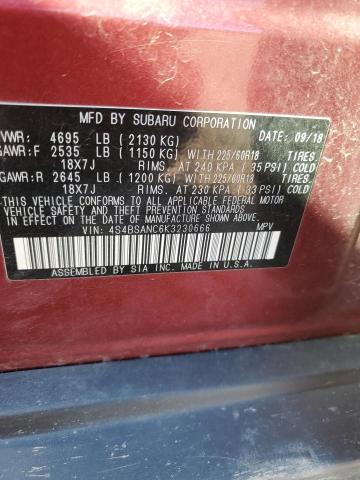 MFD BY SUBARU CORPORATION
VWR: 4695 LB (2130 KG) DATE: 09/18
GAWR:F 2535 LB (1150 KG) WITH 225/60R18 TIRES
18X7J RIMS. AT 240 KPA (35 PSI) COLD
GAWR:R 2645 LB (1200 KG) WITH 225/60R18 TIRES
18X7J RIMS. AT 230 KPA (33 PSI) COLD
THIS VEHICLE CONFORMS TO ALL APPLICABLE FEDERAL MOTOR
VEHICLE SAFETY AND THEFT PREVENTION STANDARDS
IN EFFECT ON THE DATE OF MANUFACTURE SHOWN ABOVE
VIN: 4S4BSANC6K3230666 MPV
ASSEMBLED BY SIA INC. MADE IN U.S.A.